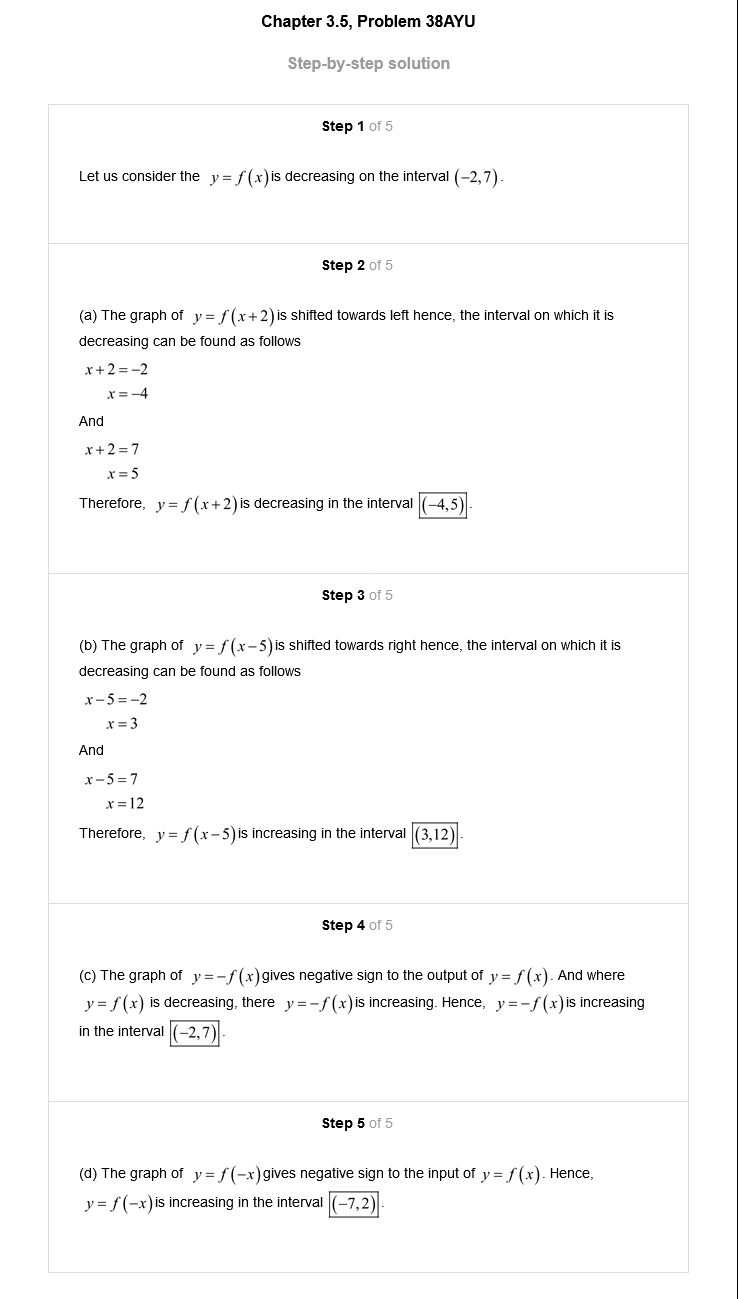 Chapter 3.5, Problem 38AYU
Step-by-step solution
Step 1 of 5
Let us consider the y = f(x) is decreasing on the interval (−2,7).
Step 2 of 5
(a) The graph of y = f(x+2) is shifted towards left hence, the interval on which it is
decreasing can be found as follows
x+2=−2
x=−4
And
x+2=7
x=5
Therefore, y = f(x+2) is decreasing in the interval (−4,5).
Step 3 of 5
(b) The graph of y = f(x−5) is shifted towards right hence, the interval on which it is
decreasing can be found as follows
x−5=−2
x=3
And
x−5=7
x=12
Therefore, y = f(x−5) is increasing in the interval (3,12).
Step 4 of 5
(c) The graph of y = −f(x) gives negative sign to the output of y = f(x). And where
y = f(x) is decreasing, there y = −f(x) is increasing. Hence, y = −f(x) is increasing
in the interval (−2,7).
Step 5 of 5
(d) The graph of y = f(−x) gives negative sign to the input of y = f(x). Hence,
y = f(−x) is increasing in the interval (−7,2).